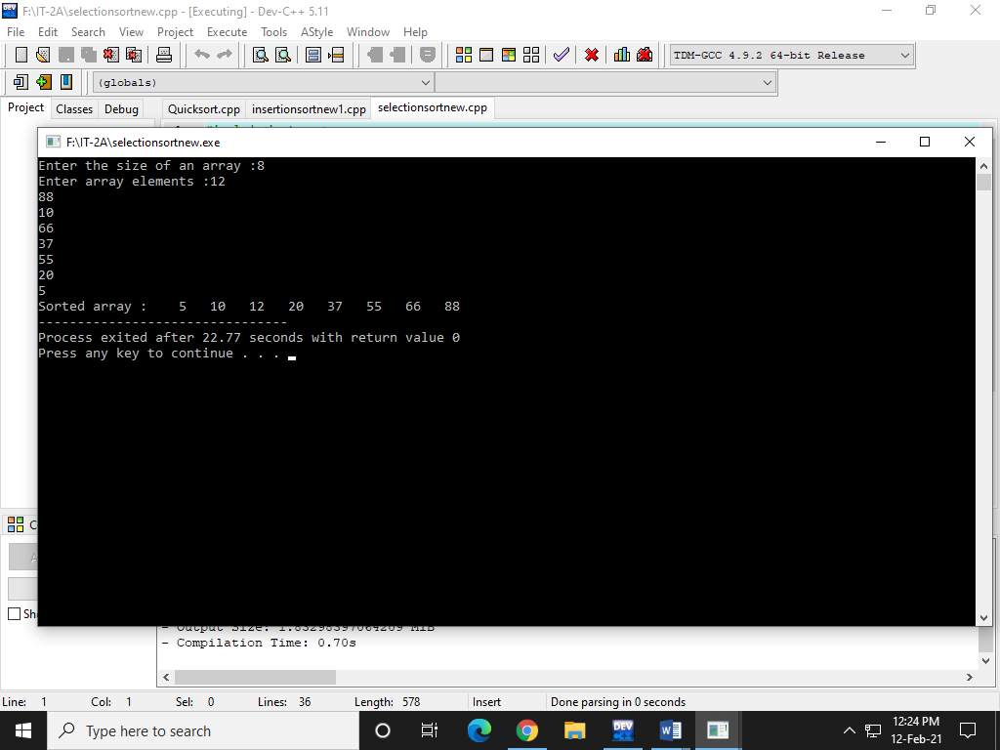 F:\IT-2A\selectionsortnew.cpp - [Executing] - Dev-C++ 5.11
File Edit Search View Project Execute Tools AStyle Window Help
TDM-GCC 4.9.2 64-bit Release
(globals)
Project Classes Debug Quicksort.cpp insertionsortnew1.cpp selectionsortnew.cpp
F:\IT-2A\selectionsortnew.exe
Enter the size of an array :8
Enter array elements :12
88
10
66
37
55
20
5
Sorted array :    5   10   12   20   37   55   66   88
--------------------------------
Process exited after 22.77 seconds with return value 0
Press any key to continue . . .
- Output Size: 1.83298397064209 MiB
- Compilation Time: 0.70s
Line: 1 Col: 1 Sel: 0 Lines: 36 Length: 578 Insert Done parsing in 0 seconds
Type here to search
DEV
12:24 PM
12-Feb-21